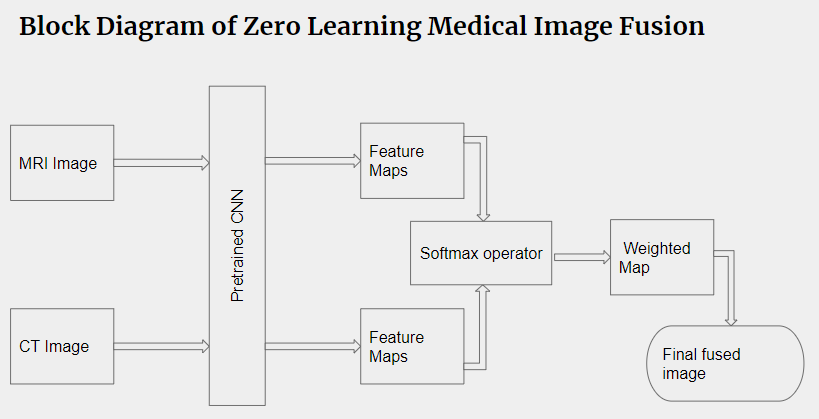 Block Diagram of Zero Learning Medical Image Fusion
MRI Image
Pretrained CNN
Feature
Maps
Softmax operator
Weighted
Map
CT Image
Feature
Maps
Final fused
image